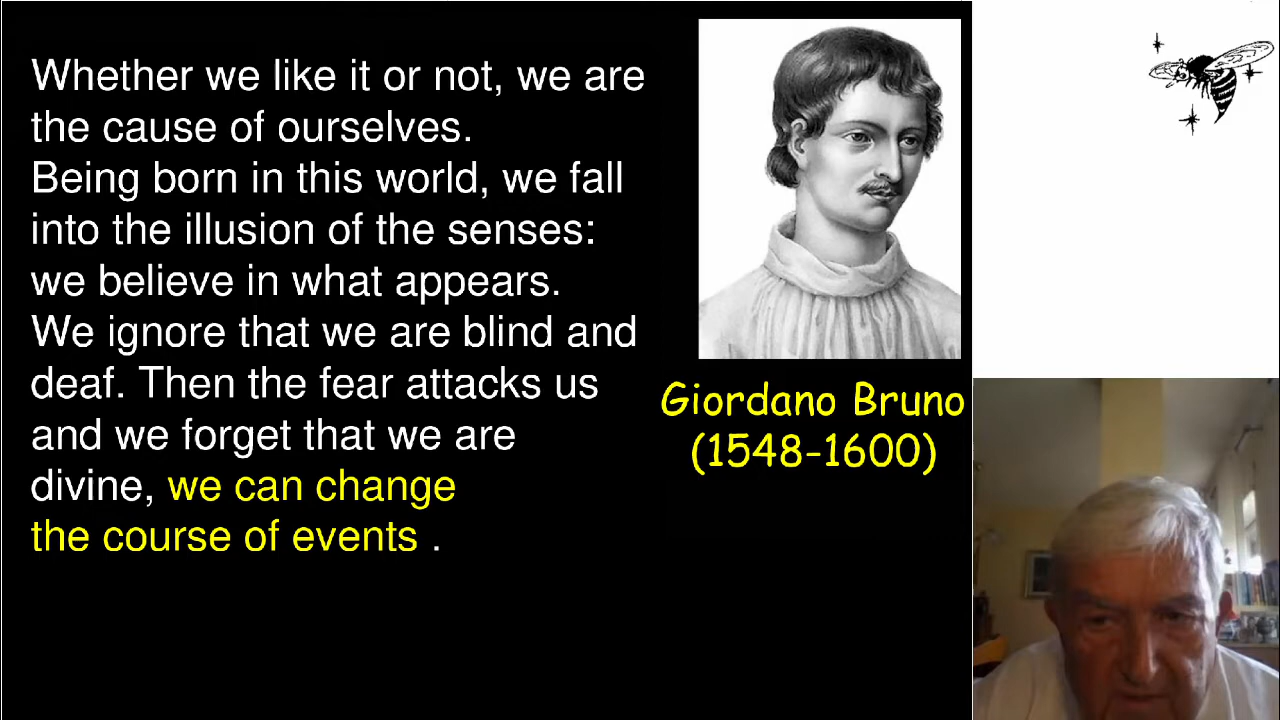 Whether we like it or not, we are
the cause of ourselves.
Being born in this world, we fall
into the illusion of the senses:
we believe in what appears.
We ignore that we are blind and
deaf. Then the fear attacks us
and we forget that we are
divine, we can change
the course of events .
Giordano Bruno
(1548-1600)